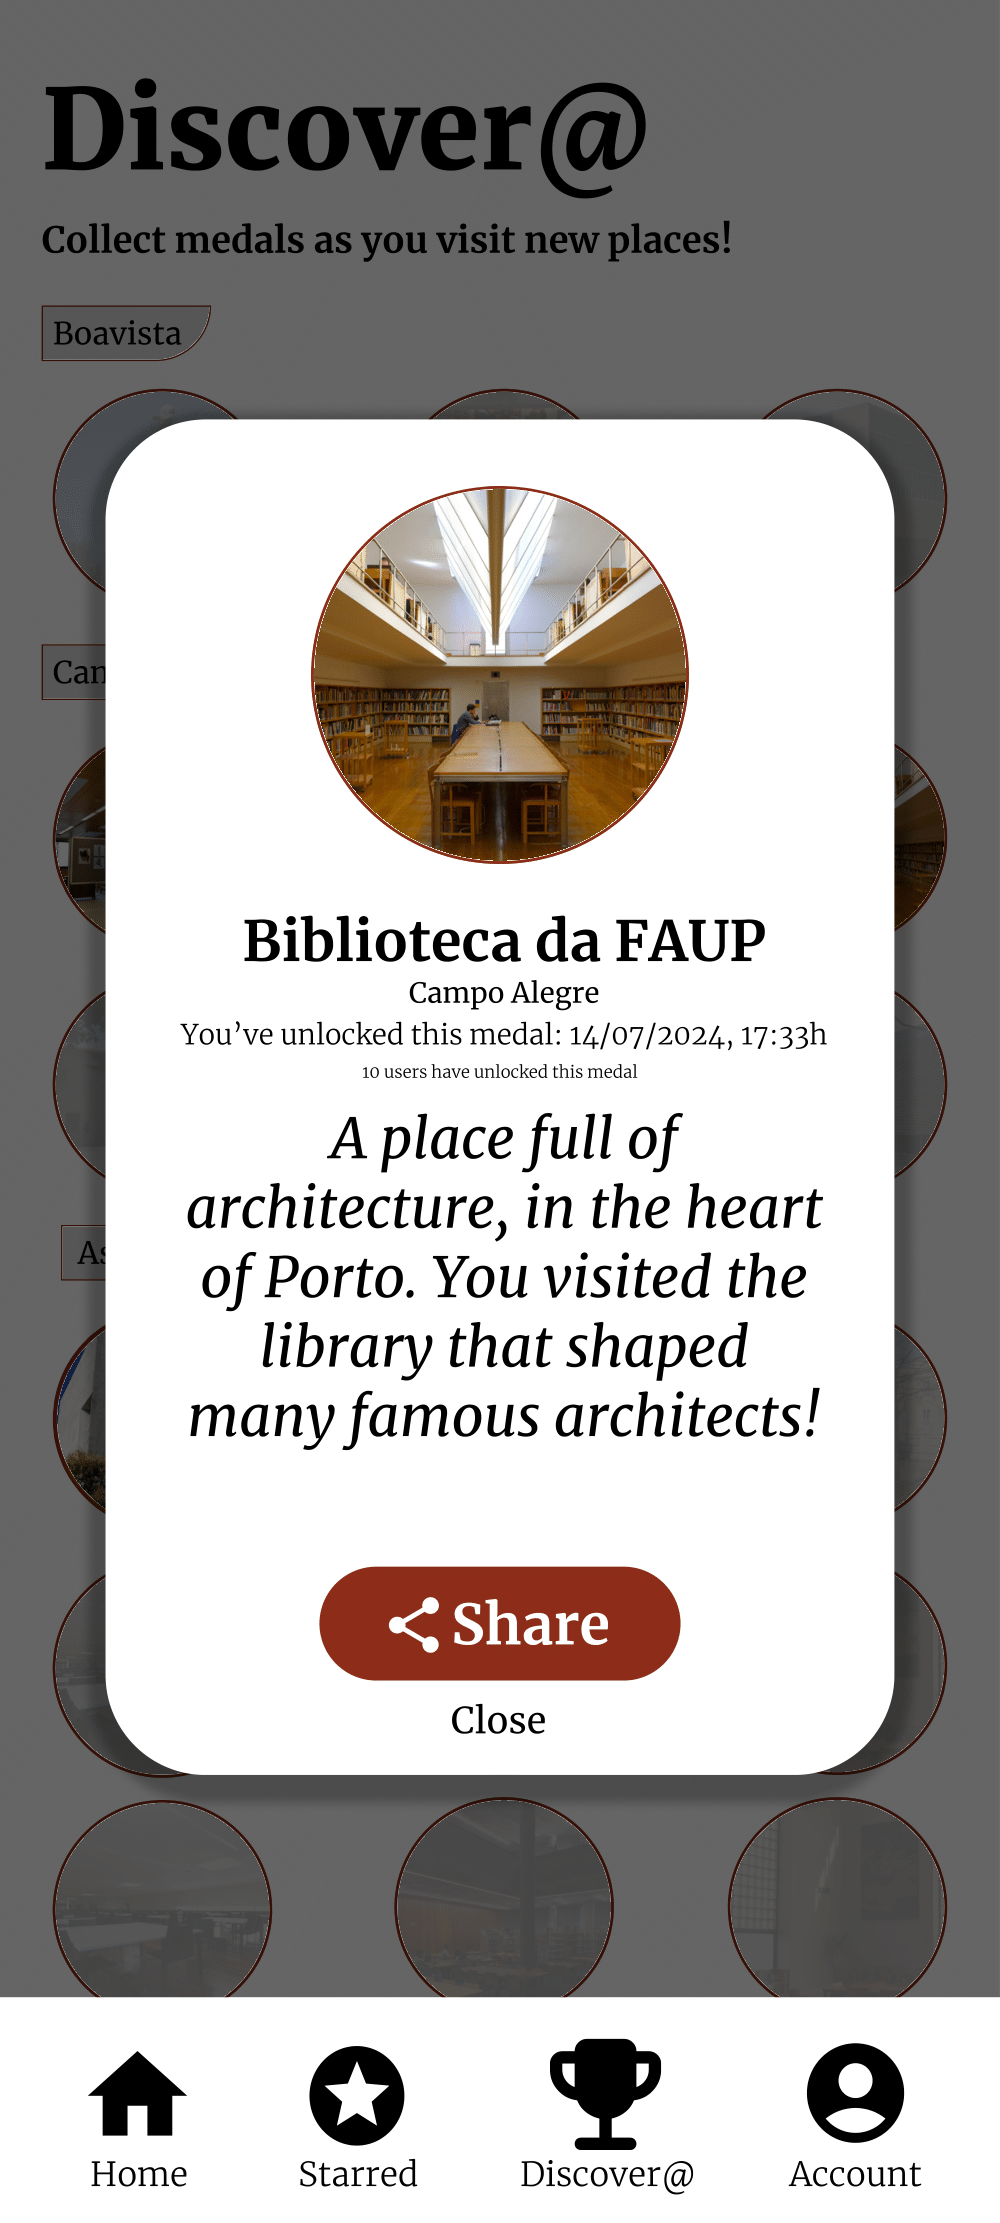 Discover@
Collect medals as you visit new places!
Boavista
Biblioteca da FAUP
Campo Alegre
You’ve unlocked this medal: 14/07/2024, 17:33h
10 users have unlocked this medal
A place full of
architecture, in the heart
of Porto. You visited the
library that shaped
many famous architects!
Share
Close
Home
Starred
Discover@
Account